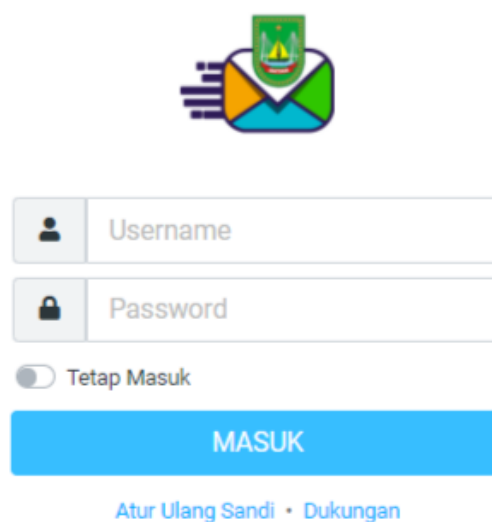 Username
Password
Tetap Masuk
MASUK
Atur Ulang Sandi • Dukungan